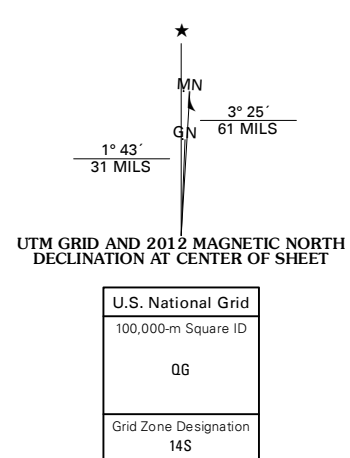 ★
MN
3° 25´
61 MILS
GN
1° 43´
31 MILS
UTM GRID AND 2012 MAGNETIC NORTH
DECLINATION AT CENTER OF SHEET
U.S. National Grid
100,000-m Square ID
QG
Grid Zone Designation
14S